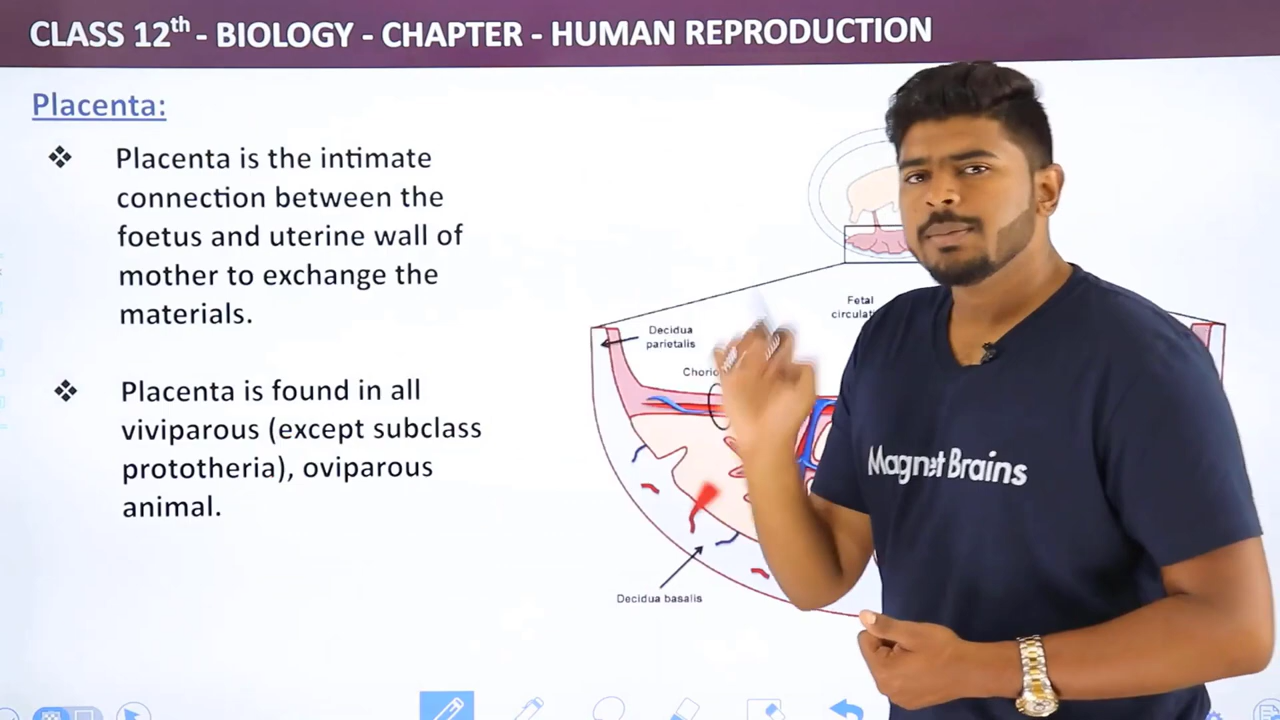 CLASS 12th - BIOLOGY - CHAPTER - HUMAN REPRODUCTION
Placenta:
❖ Placenta is the intimate
connection between the
foetus and uterine wall of
mother to exchange the
materials.
❖ Placenta is found in all
viviparous (except subclass
prototheria), oviparous
animal.
Fetal
Decidua
parietalis
Decidua basalis
Magnet Brains